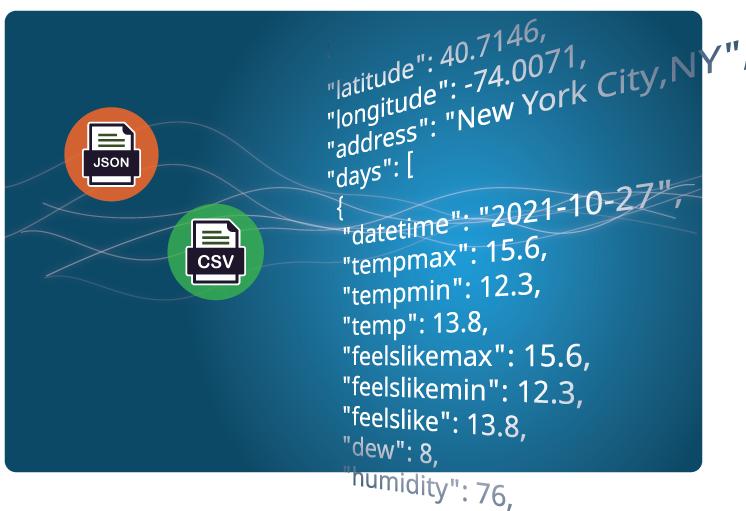 JSON
CSV
"latitude": 40.7146,
"longitude": -74.0071,
"address": "New York City,NY",
"days": [
{
"datetime": "2021-10-27",
"tempmax": 15.6,
"tempmin": 12.3,
"temp": 13.8,
"feelslikemax": 15.6,
"feelslikemin": 12.3,
"feelslike": 13.8,
"dew": 8,
"humidity": 76,